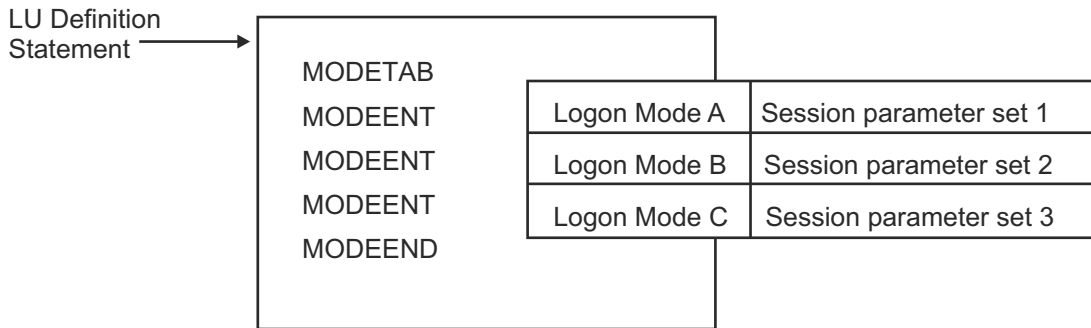 LU Definition
Statement
MODETAB
MODEENT
MODEENT
MODEENT
MODEEND
Logon Mode A Session parameter set 1
Logon Mode B Session parameter set 2
Logon Mode C Session parameter set 3